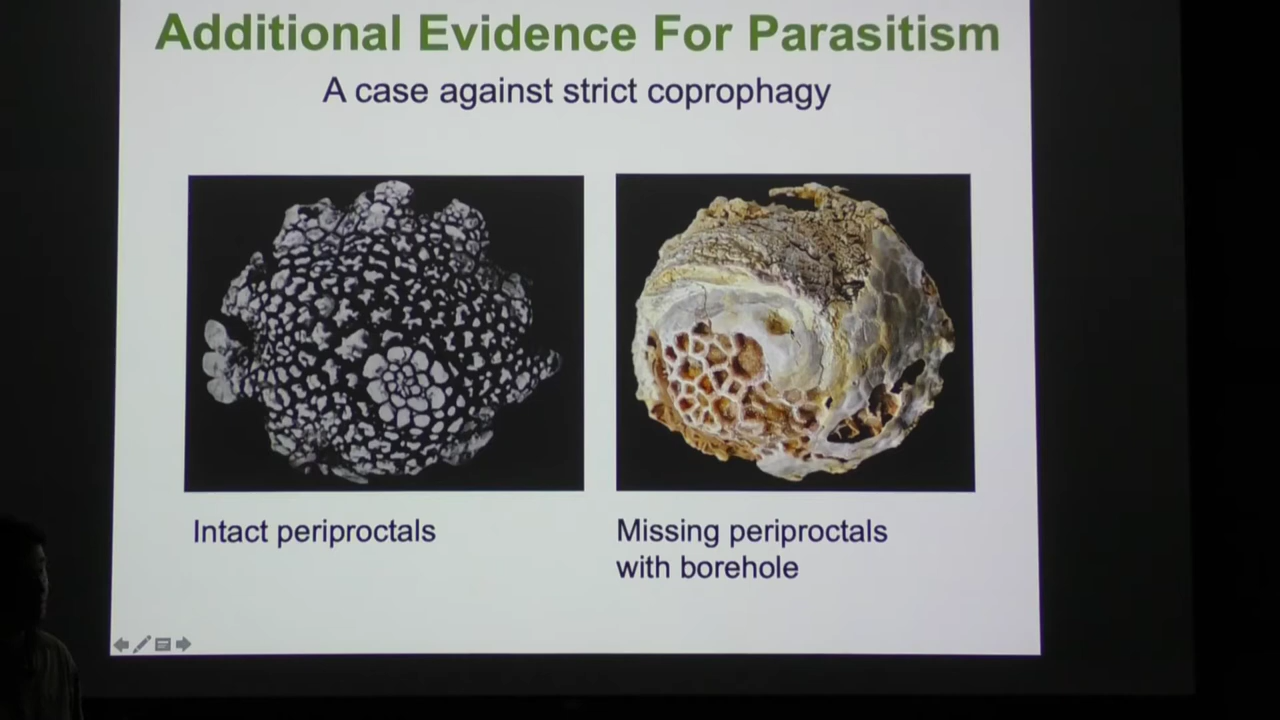 Additional Evidence For Parasitism
A case against strict coprophagy
Intact periproctals
Missing periproctals
with borehole